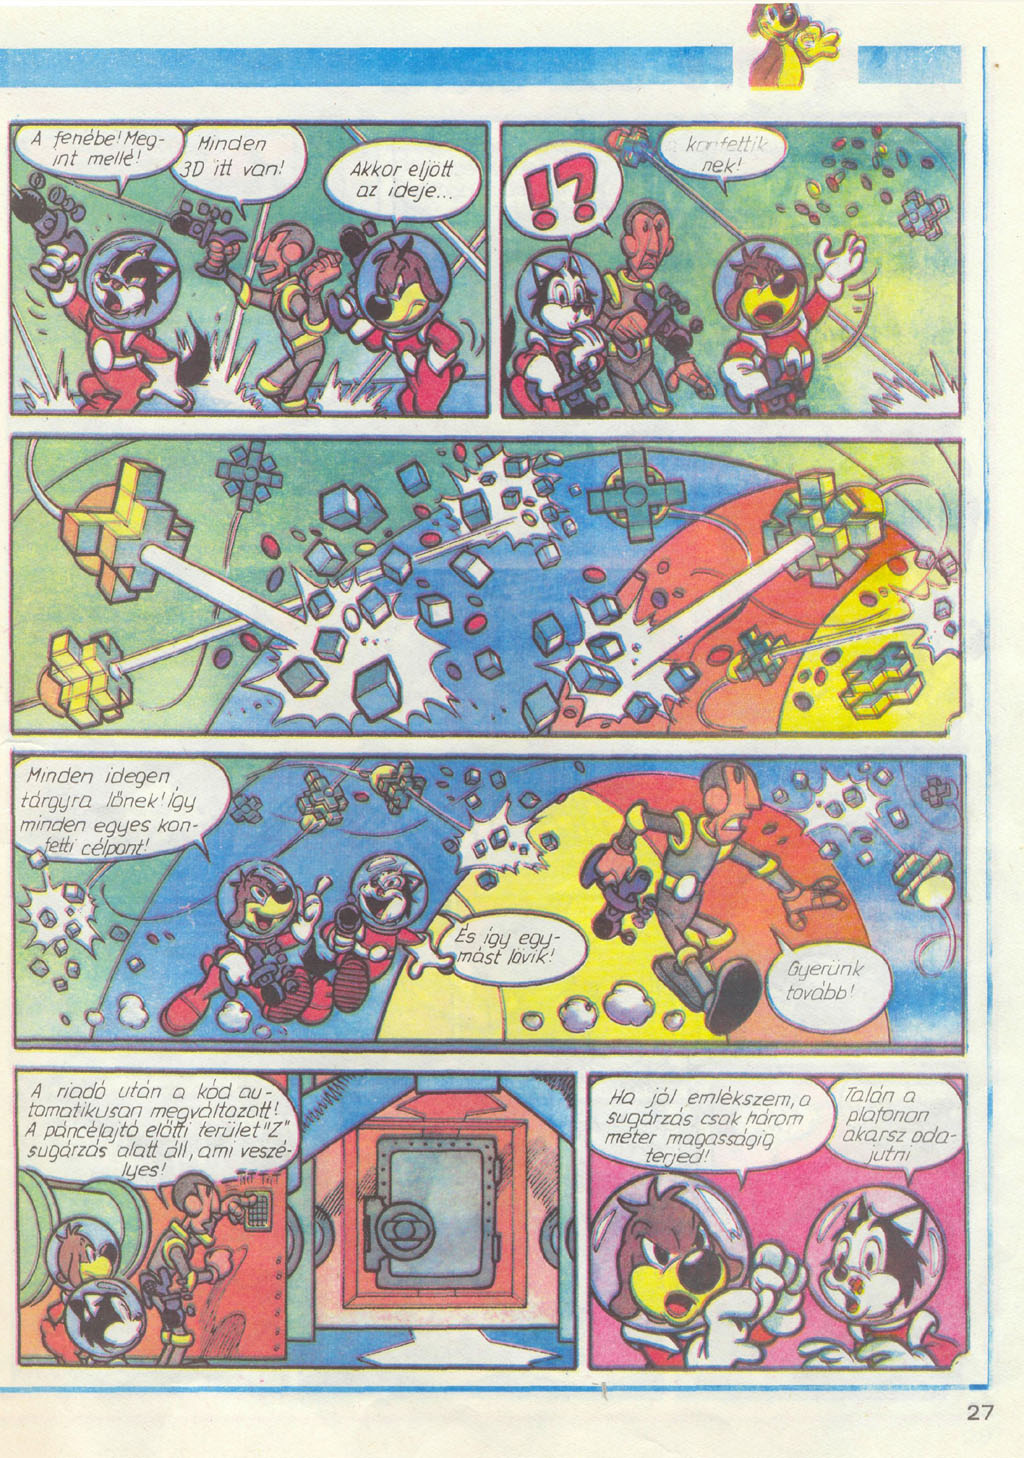 A fenébe! Meg-
int mellé!
Minden
3D itt van!
Akkor eljött
az ideje...
!?
konfettik
nek!
Minden idegen
tárgyra lőnek! Így
minden egyes kon-
fetti célpont!
És így egy-
mást lövik!
Gyerünk
tovább!
A riadó után a kód au-
tomatikusan megváltozott!
A páncélajtó előtti terület "Z"
sugárzás alatt áll, ami veszé-
lyes!
Ha jól emlékszem, a
sugárzás csak három
méter magasságig
terjed!
Talán a
plafonon
akarsz oda-
jutni
27